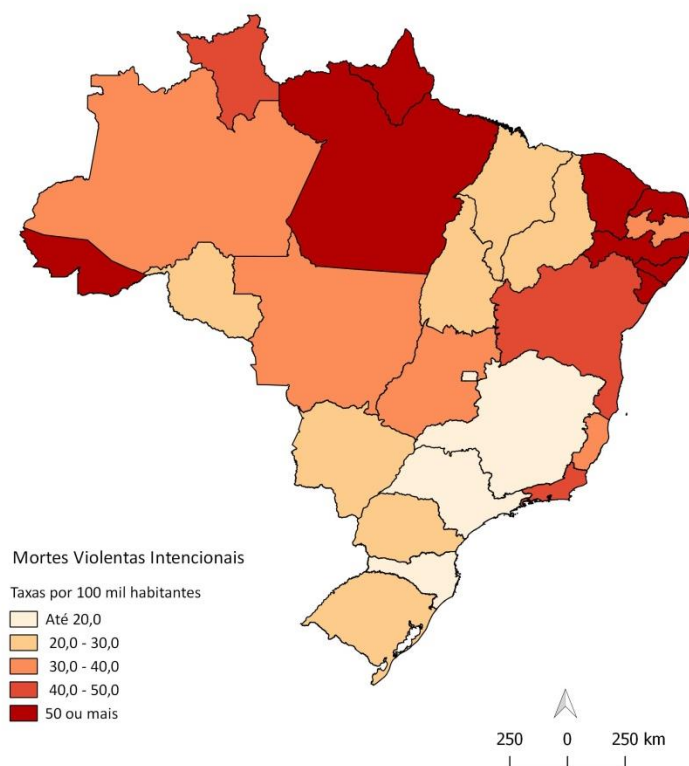 Mortes Violentas Intencionais
Taxas por 100 mil habitantes
Até 20,0
20,0 - 30,0
30,0 - 40,0
40,0 - 50,0
50 ou mais
250 0 250 km